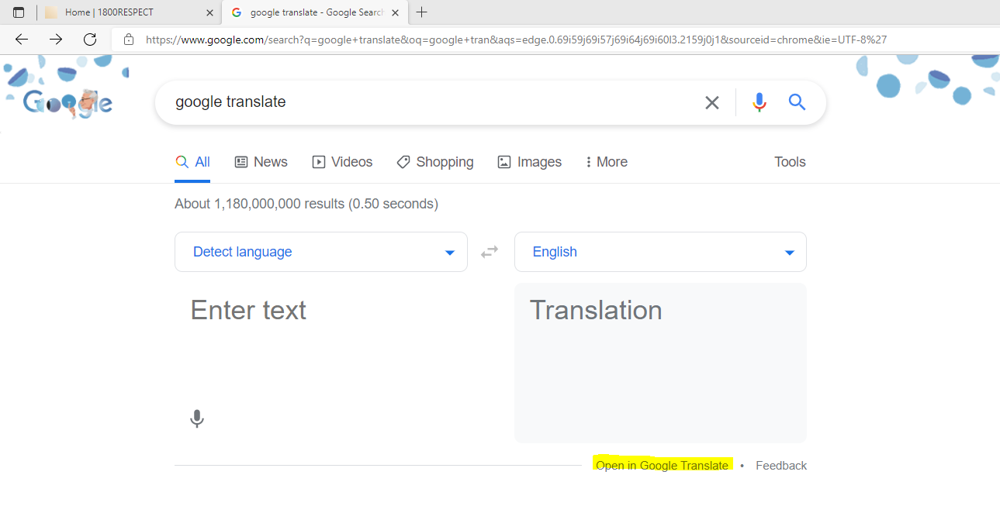 Home | 1800RESPECT
google translate - Google Searc
https://www.google.com/search?q=google+translate&oq=google+tran&aqs=edge.0.69i59j69i57j69i64j69i60l3.2159j0j1&sourceid=chrome&ie=UTF-8%27
Google
google translate
All News Videos Shopping Images More Tools
About 1,180,000,000 results (0.50 seconds)
Detect language English
Enter text Translation
Open in Google Translate • Feedback